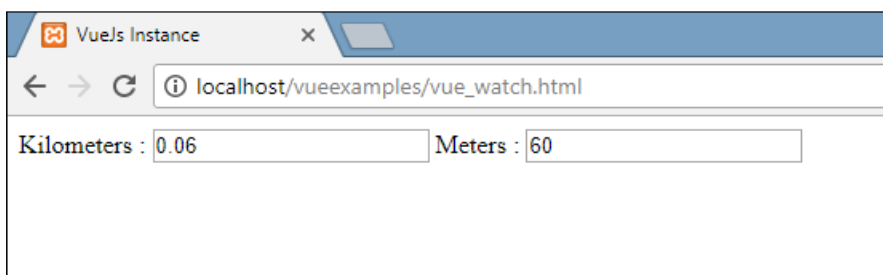 VueJs Instance
localhost/vueexamples/vue_watch.html
Kilometers : 0.06 Meters : 60